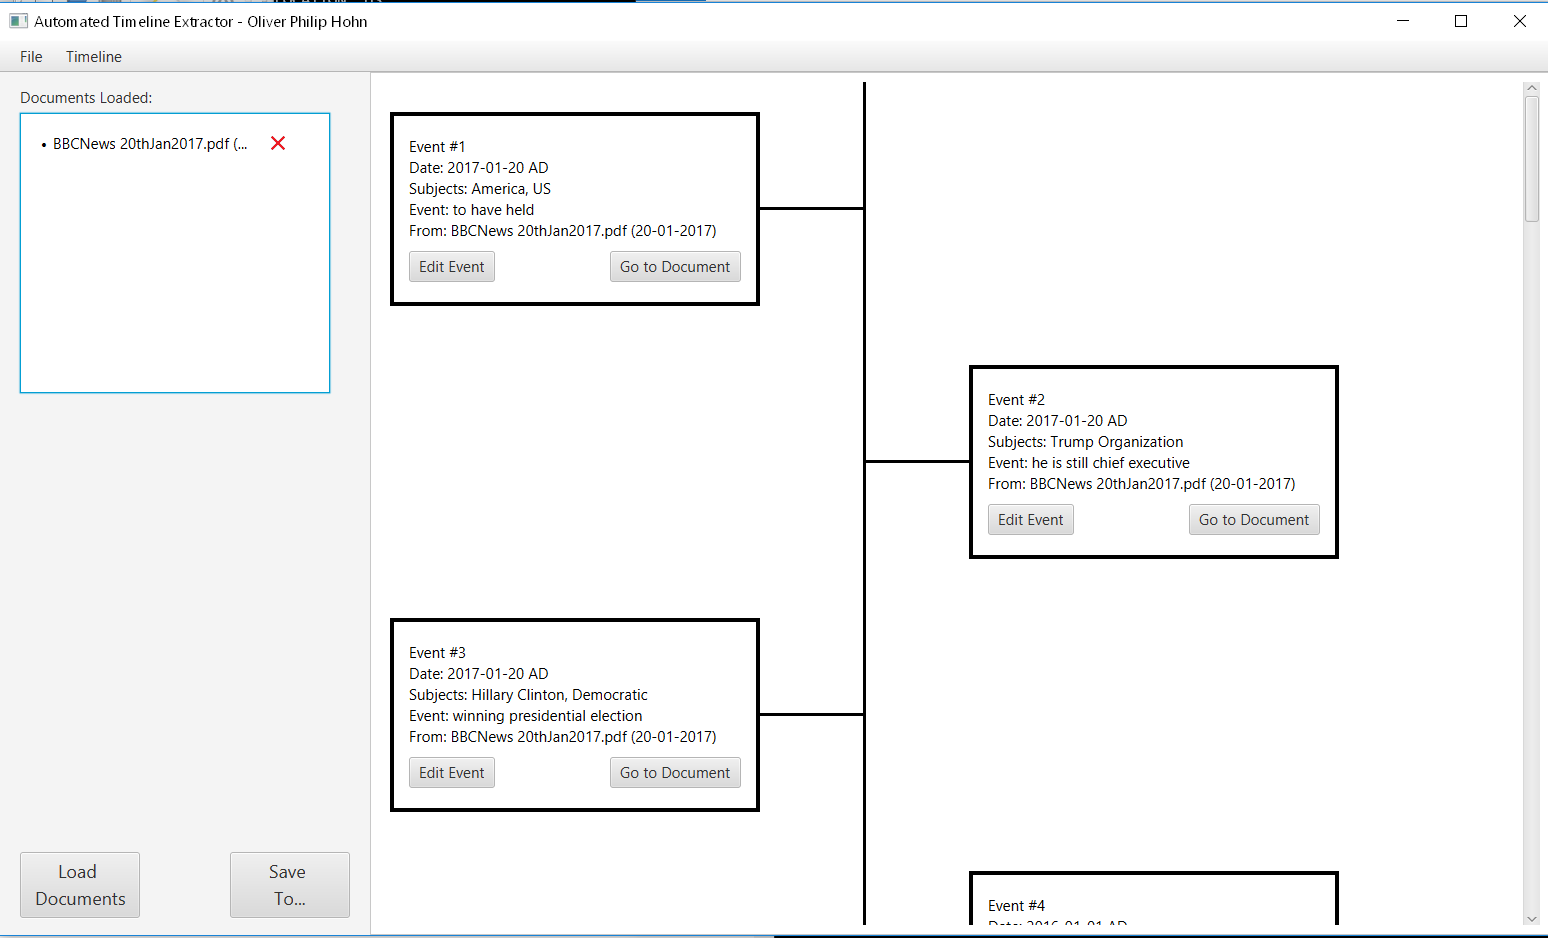 Automated Timeline Extractor - Oliver Philip Hohn
File Timeline
Documents Loaded:
• BBCNews 20thJan2017.pdf (...
Event #1
Date: 2017-01-20 AD
Subjects: America, US
Event: to have held
From: BBCNews 20thJan2017.pdf (20-01-2017)
Edit Event Go to Document
Event #2
Date: 2017-01-20 AD
Subjects: Trump Organization
Event: he is still chief executive
From: BBCNews 20thJan2017.pdf (20-01-2017)
Edit Event Go to Document
Event #3
Date: 2017-01-20 AD
Subjects: Hillary Clinton, Democratic
Event: winning presidential election
From: BBCNews 20thJan2017.pdf (20-01-2017)
Edit Event Go to Document
Event #4
Date: 2016-01-01 AD
Load
Documents
Save
To...